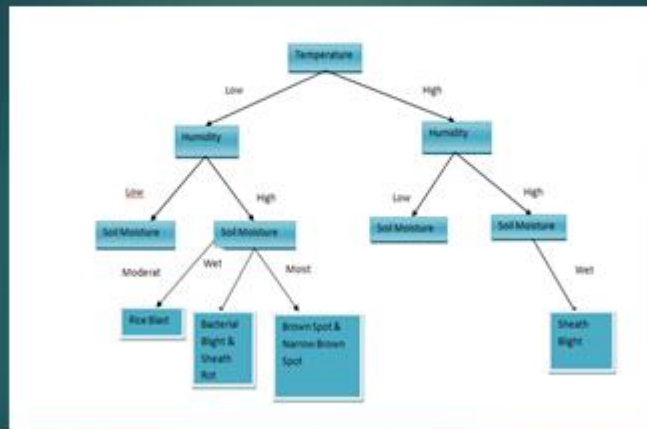 Temperature
Low
High
Humidity
Humidity
Low
High
Low
High
Soil Moisture
Soil Moisture
Soil Moisture
Soil Moisture
Moderat
Wet
Moist
Wet
Rice Blast
Bacterial
Blight &
Sheath
Rot
Brown Spot &
Narrow Brown
Spot
Sheath
Blight